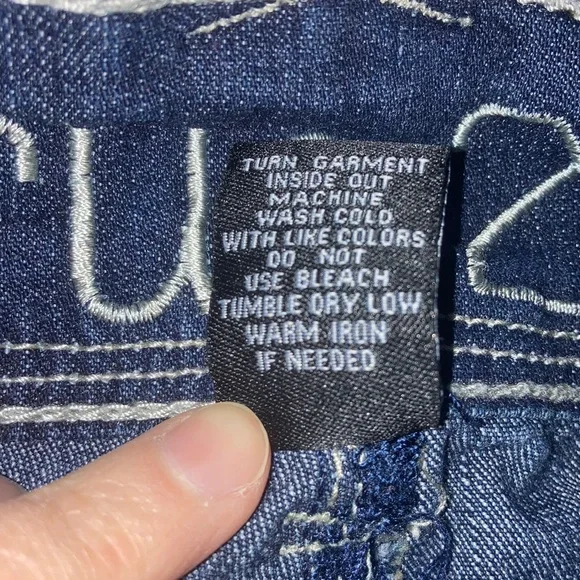 TURN GARMENT
INSIDE OUT
MACHINE
WASH COLD
WITH LIKE COLORS
DO NOT
USE BLEACH
TUMBLE DRY LOW
WARM IRON
IF NEEDED